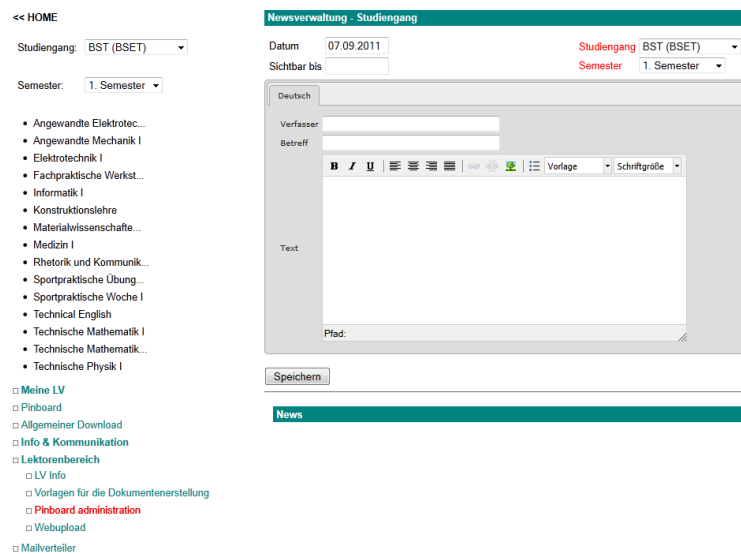 << HOME
Studiengang: BST (BSET)
Semester: 1. Semester
Angewandte Elektrotec...
Angewandte Mechanik I
Elektrotechnik I
Fachpraktische Werkst...
Informatik I
Konstruktionslehre
Materialwissenschafte...
Medizin I
Rhetorik und Kommunik...
Sportpraktische Übung...
Sportpraktische Woche I
Technical English
Technische Mathematik I
Technische Mathematik...
Technische Physik I
Meine LV
Pinboard
Allgemeiner Download
Info & Kommunikation
Lektorenbereich
LV Info
Vorlagen für die Dokumentenerstellung
Pinboard administration
Webupload
Mailverteiler
Newsverwaltung - Studiengang
Datum 07.09.2011 Studiengang BST (BSET)
Sichtbar bis Semester 1. Semester
Deutsch
Verfasser
Betreff
B I U Vorlage Schriftgröße
Text
Pfad:
Speichern
News